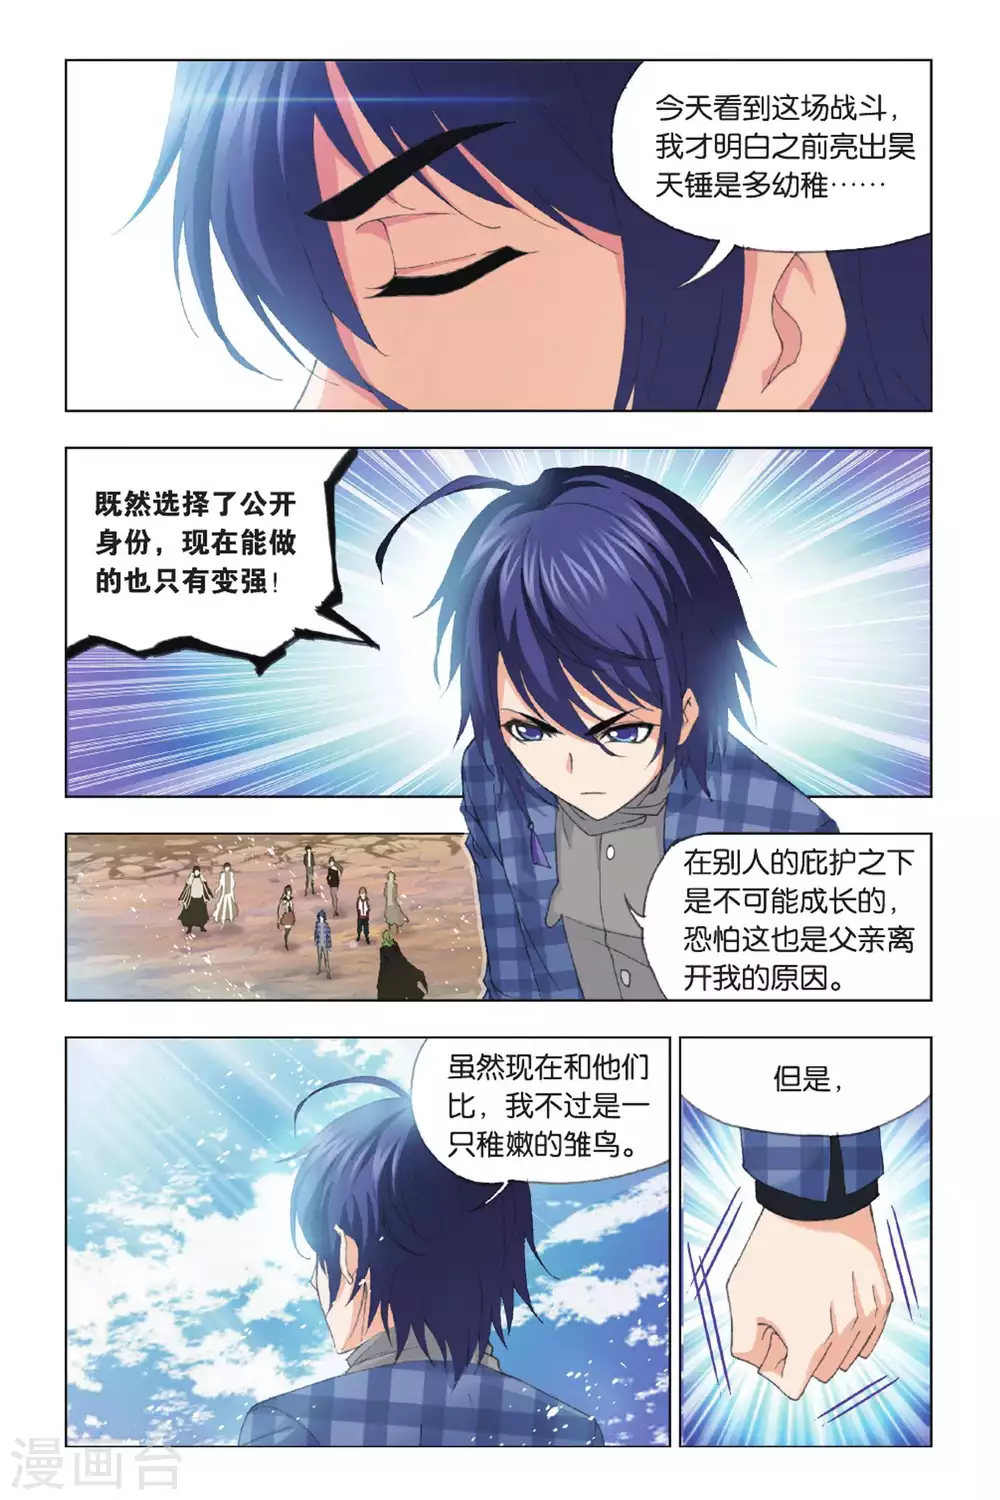 今天看到这场战斗，
我才明白之前亮出昊
天锤是多幼稚……
既然选择了公开
身份，现在能做
的也只有变强！
在别人的庇护之下
是不可能成长的，
恐怕这也是父亲离
开我的原因。
虽然现在和他们
比，我不过是一
只稚嫩的雏鸟。
但是，
漫画台